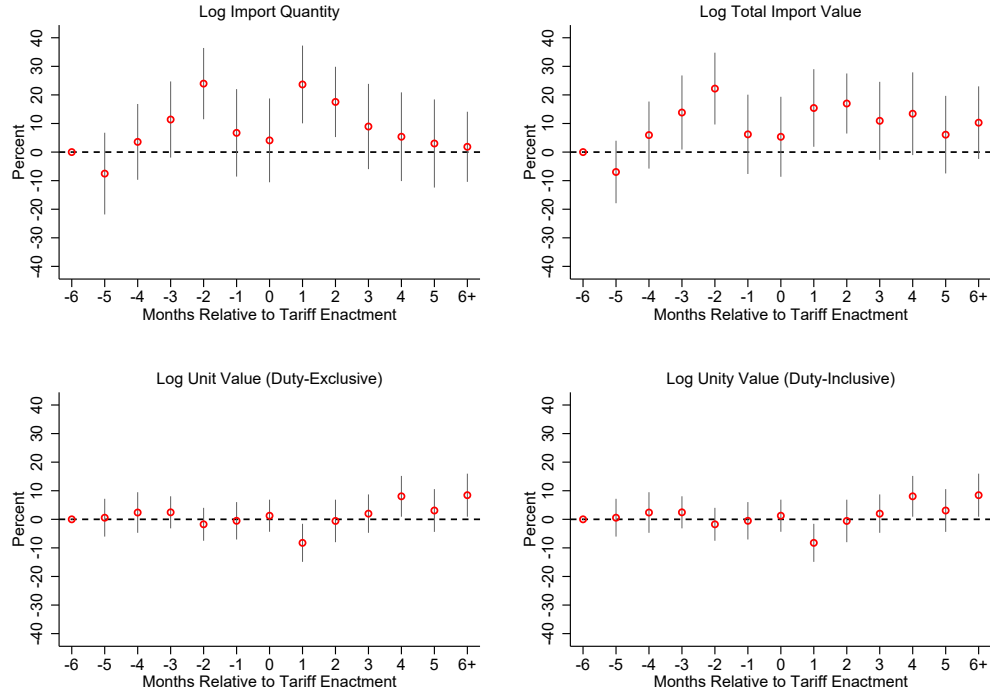 Log Import Quantity
Percent
40
30
20
10
0
-10
-20
-30
-40
-6 -5 -4 -3 -2 -1 0 1 2 3 4 5 6+
Months Relative to Tariff Enactment
Log Total Import Value
Percent
40
30
20
10
0
-10
-20
-30
-40
-6 -5 -4 -3 -2 -1 0 1 2 3 4 5 6+
Months Relative to Tariff Enactment
Log Unit Value (Duty-Exclusive)
Percent
40
30
20
10
0
-10
-20
-30
-40
-6 -5 -4 -3 -2 -1 0 1 2 3 4 5 6+
Months Relative to Tariff Enactment
Log Unity Value (Duty-Inclusive)
Percent
40
30
20
10
0
-10
-20
-30
-40
-6 -5 -4 -3 -2 -1 0 1 2 3 4 5 6+
Months Relative to Tariff Enactment